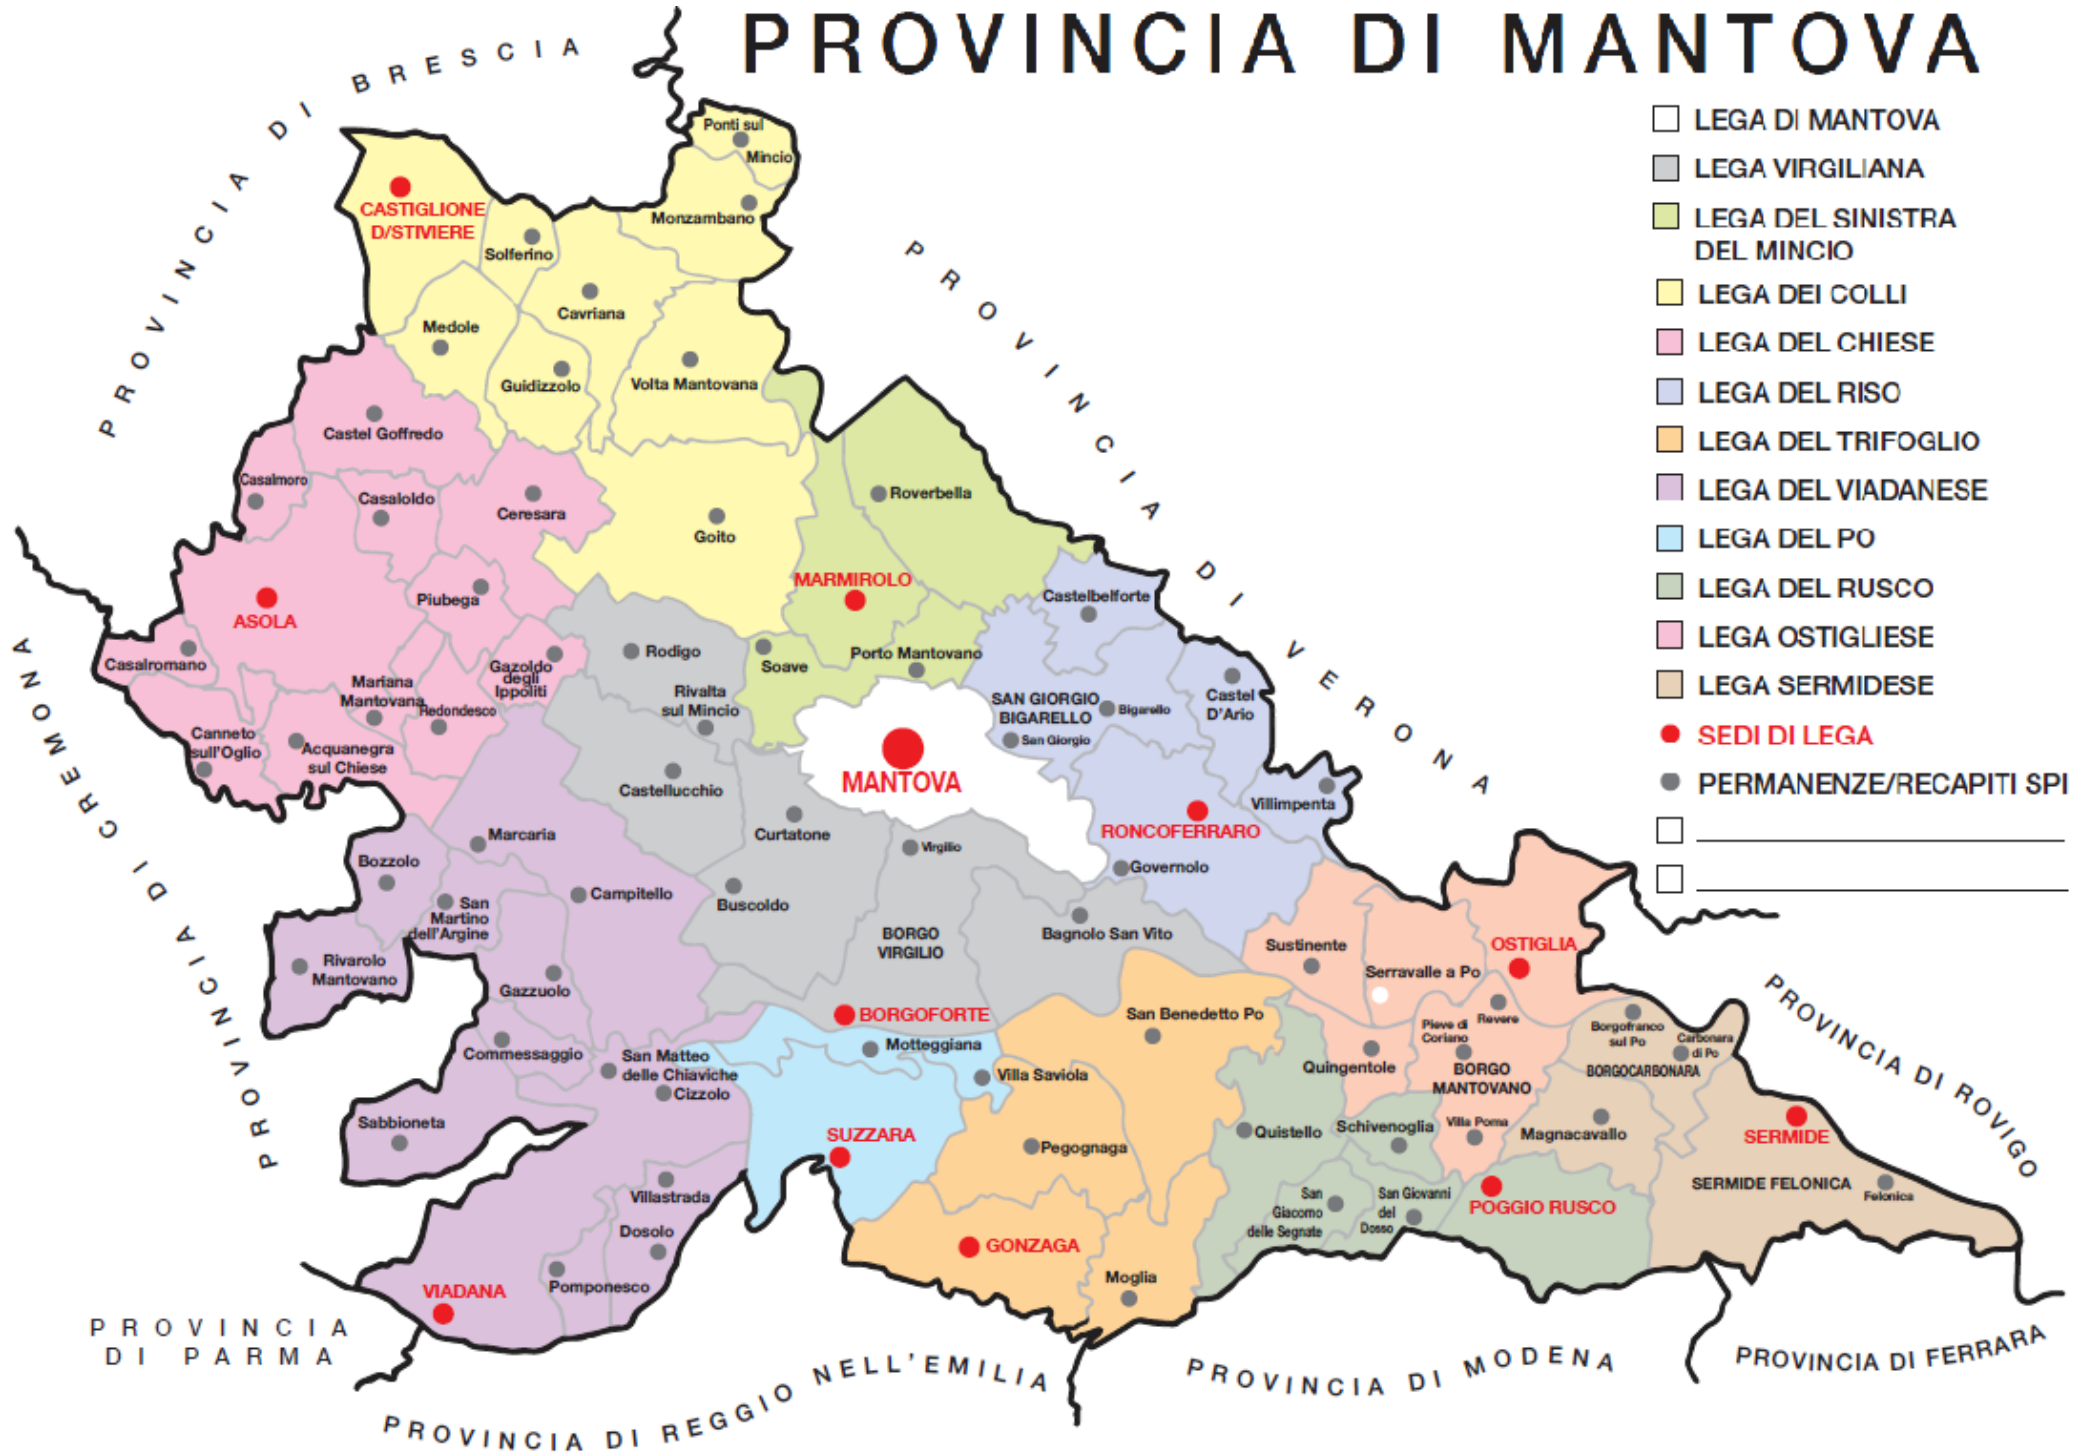 PROVINCIA DI MANTOVA
PROVINCIA DI BRESCIA
PROVINCIA DI VERONA
PROVINCIA DI CREMONA
PROVINCIA DI ROVIGO
PROVINCIA
DI PARMA
PROVINCIA DI REGGIO NELL'EMILIA
PROVINCIA DI MODENA
PROVINCIA DI FERRARA
LEGA DI MANTOVA
LEGA VIRGILIANA
LEGA DEL SINISTRA
DEL MINCIO
LEGA DEI COLLI
LEGA DEL CHIESE
LEGA DEL RISO
LEGA DEL TRIFOGLIO
LEGA DEL VIADANESE
LEGA DEL PO
LEGA DEL RUSCO
LEGA OSTIGLIESE
LEGA SERMIDESE
SEDI DI LEGA
PERMANENZE/RECAPITI SPI
Ponti sul
Mincio
Monzambano
CASTIGLIONE
D/STIVIERE
Solferino
Cavriana
Medole
Guidizzolo
Volta Mantovana
Castel Goffredo
Casalmoro
Casaloldo
Ceresara
Goito
Roverbella
MARMIROLO
Castelbelforte
Piubega
ASOLA
Casalromano
Gazoldo
degli
Ippoliti
Rodigo
Soave
Porto Mantovano
Mariana
Mantovana
Redondesco
Rivalta
sul Mincio
SAN GIORGIO
BIGARELLO
Bigarello
San Giorgio
Castel
D'Ario
Canneto
sull'Oglio
Acquanegra
sul Chiese
MANTOVA
Castellucchio
Villimpenta
Curtatone
RONCOFERRARO
Marcaria
Virgilio
Bozzolo
Governolo
Campitello
San
Martino
dell'Argine
Buscoldo
BORGO
VIRGILIO
Bagnolo San Vito
Sustinente
OSTIGLIA
Serravalle a Po
Rivarolo
Mantovano
Gazzuolo
BORGOFORTE
San Benedetto Po
Revere
Pieve di
Coriano
Borgofranco
sul Po
Carbonara
di Po
Motteggiana
Commessaggio
San Matteo
delle Chiaviche
Cizzolo
Villa Saviola
Quingentole
BORGO
MANTOVANO
BORGOCARBONARA
Sabbioneta
SUZZARA
Pegognaga
Quistello
Schivenoglia
Villa Poma
Magnacavallo
SERMIDE
Villastrada
SERMIDE FELONICA
Felonica
San
Giacomo
delle Segnate
San Giovanni
del
Dosso
POGGIO RUSCO
Dosolo
GONZAGA
Moglia
VIADANA
Pomponesco